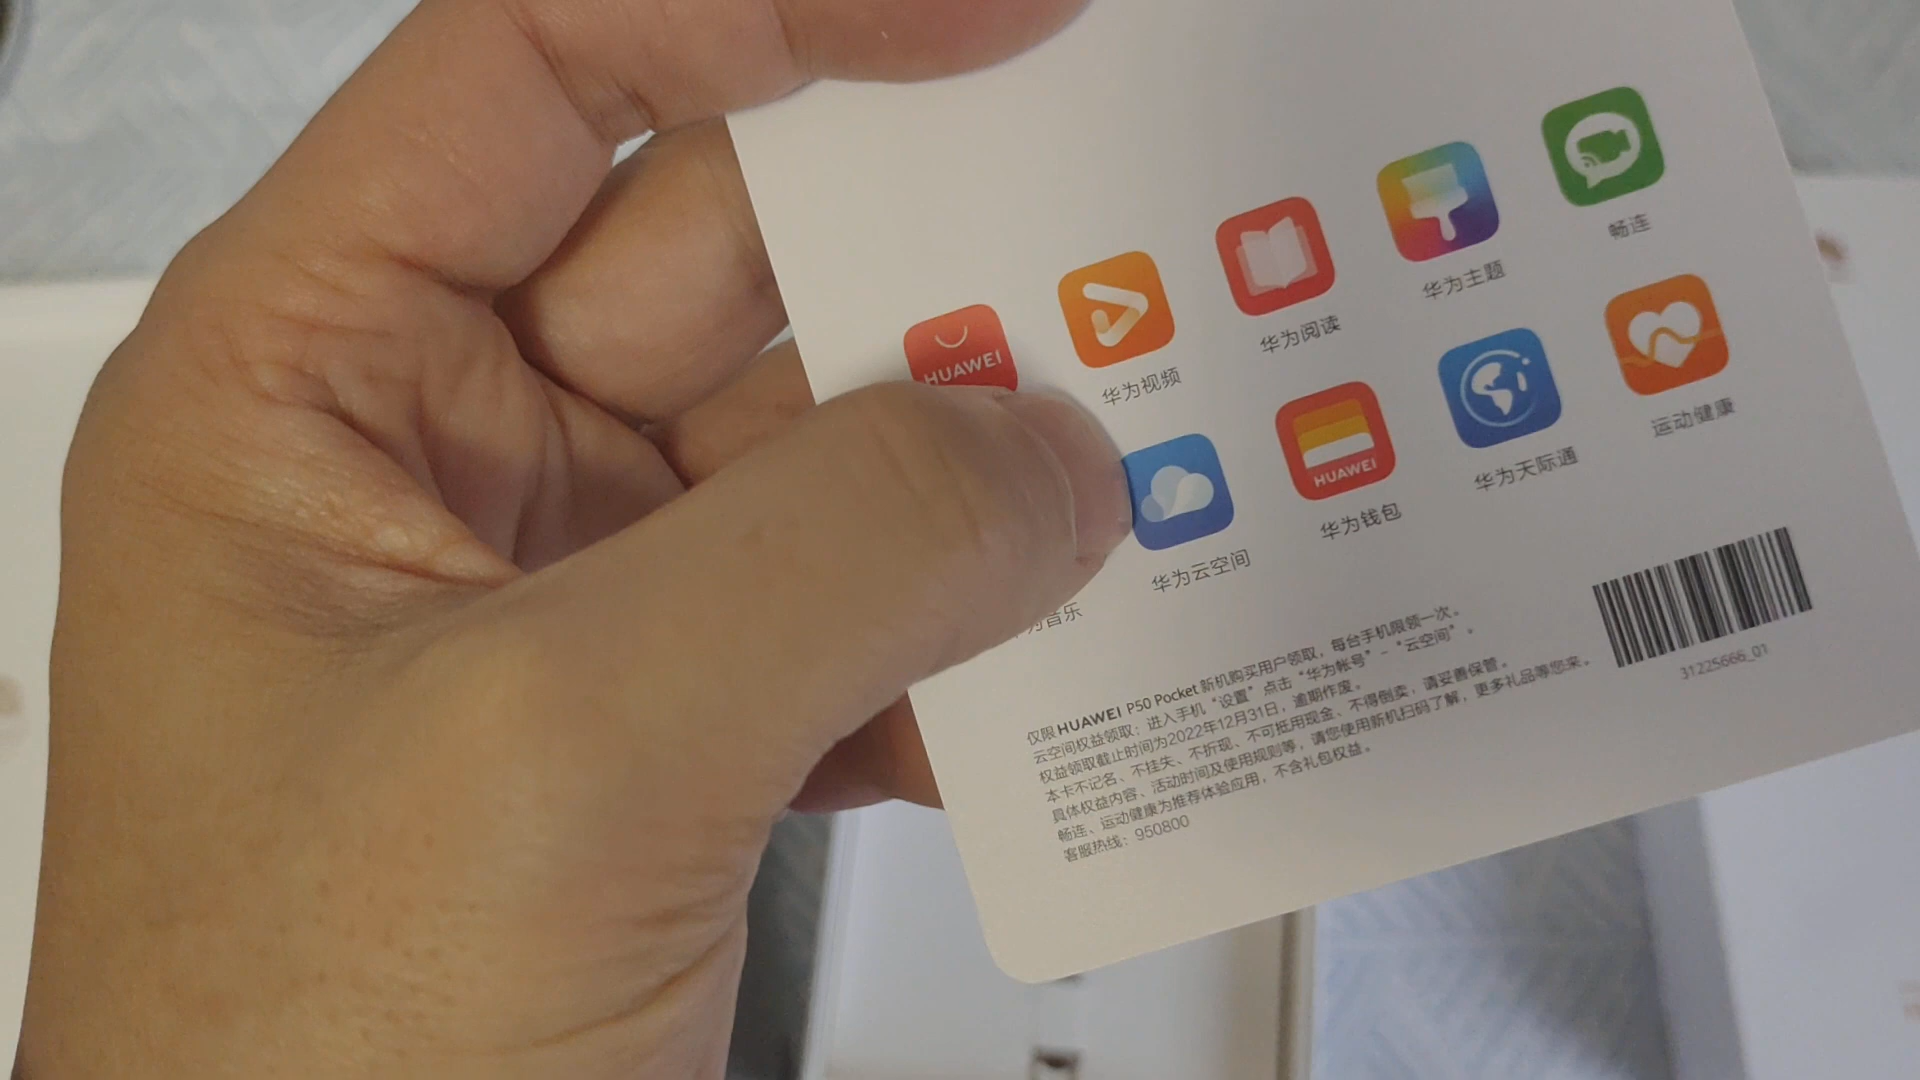 HUAWEI
华为视频
华为阅读
华为主题
畅连
为音乐
华为云空间
HUAWEI
华为钱包
华为天际通
运动健康
仅限 HUAWEI P50 Pocket 新机购买用户领取，每台手机限领一次。
云空间权益领取：进入手机“设置”点击“华为帐号”-“云空间”。
权益领取截止时间为2022年12月31日，逾期作废。
本卡不记名、不挂失、不折现、不可抵用现金、不得倒卖，请妥善保管。
具体权益内容、活动时间及使用规则等，请您使用新机扫码了解，更多礼品等您来。
畅连、运动健康为推荐体验应用，不含礼包权益。
客服热线：950800
31225666_01